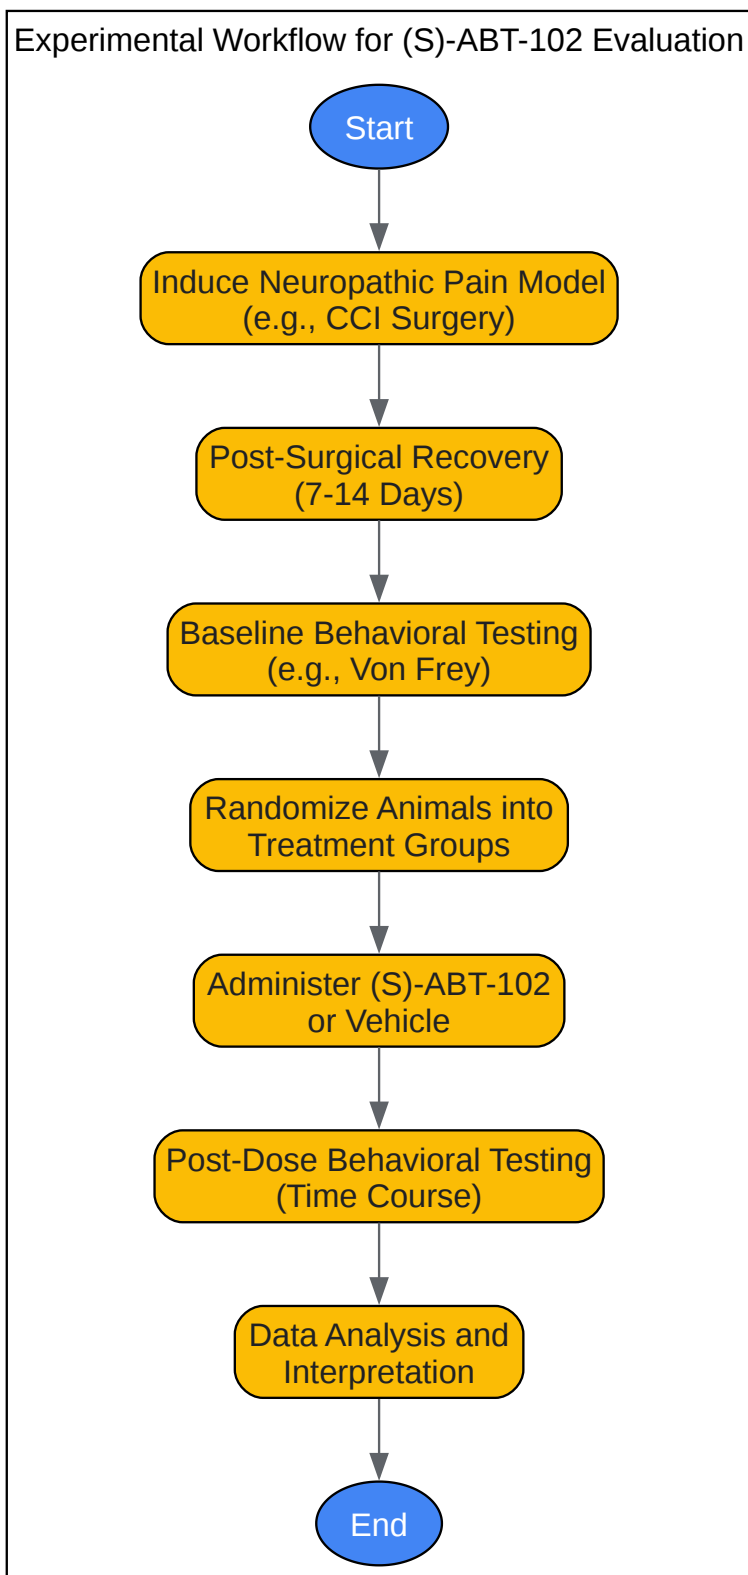 Experimental Workflow for (S)-ABT-102 Evaluation
Start
Induce Neuropathic Pain Model
(e.g., CCI Surgery)
Post-Surgical Recovery
(7-14 Days)
Baseline Behavioral Testing
(e.g., Von Frey)
Randomize Animals into
Treatment Groups
Administer (S)-ABT-102
or Vehicle
Post-Dose Behavioral Testing
(Time Course)
Data Analysis and
Interpretation
End